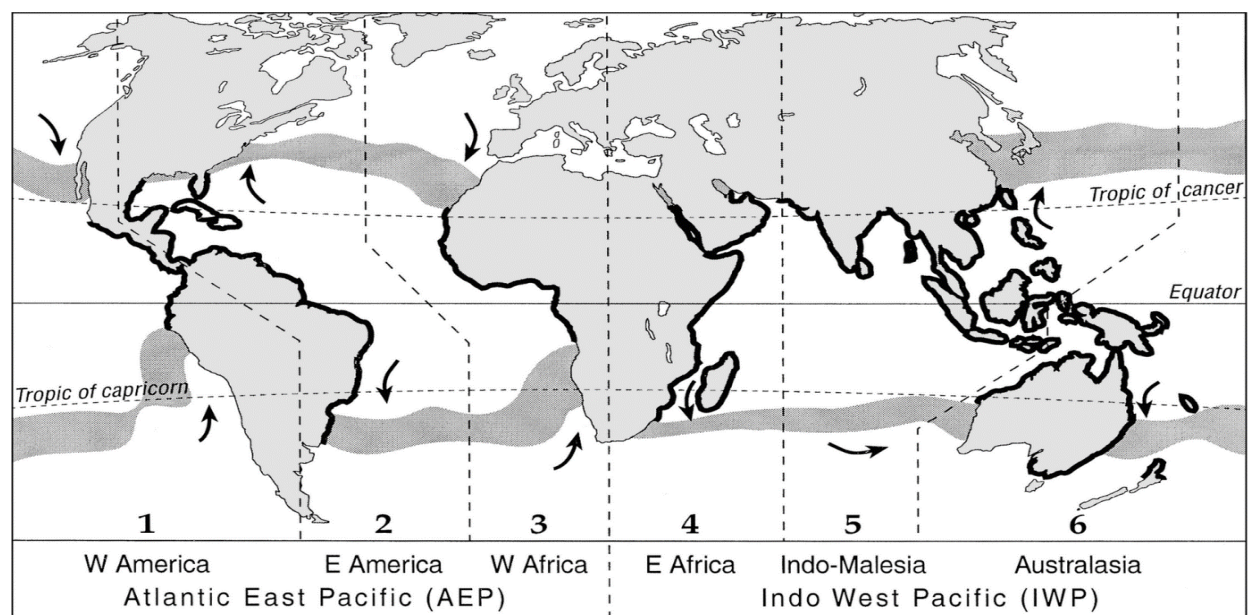 Tropic of cancer
Equator
Tropic of capricorn
1 2 3 4 5 6
W America E America W Africa E Africa Indo-Malesia Australasia
Atlantic East Pacific (AEP) Indo West Pacific (IWP)